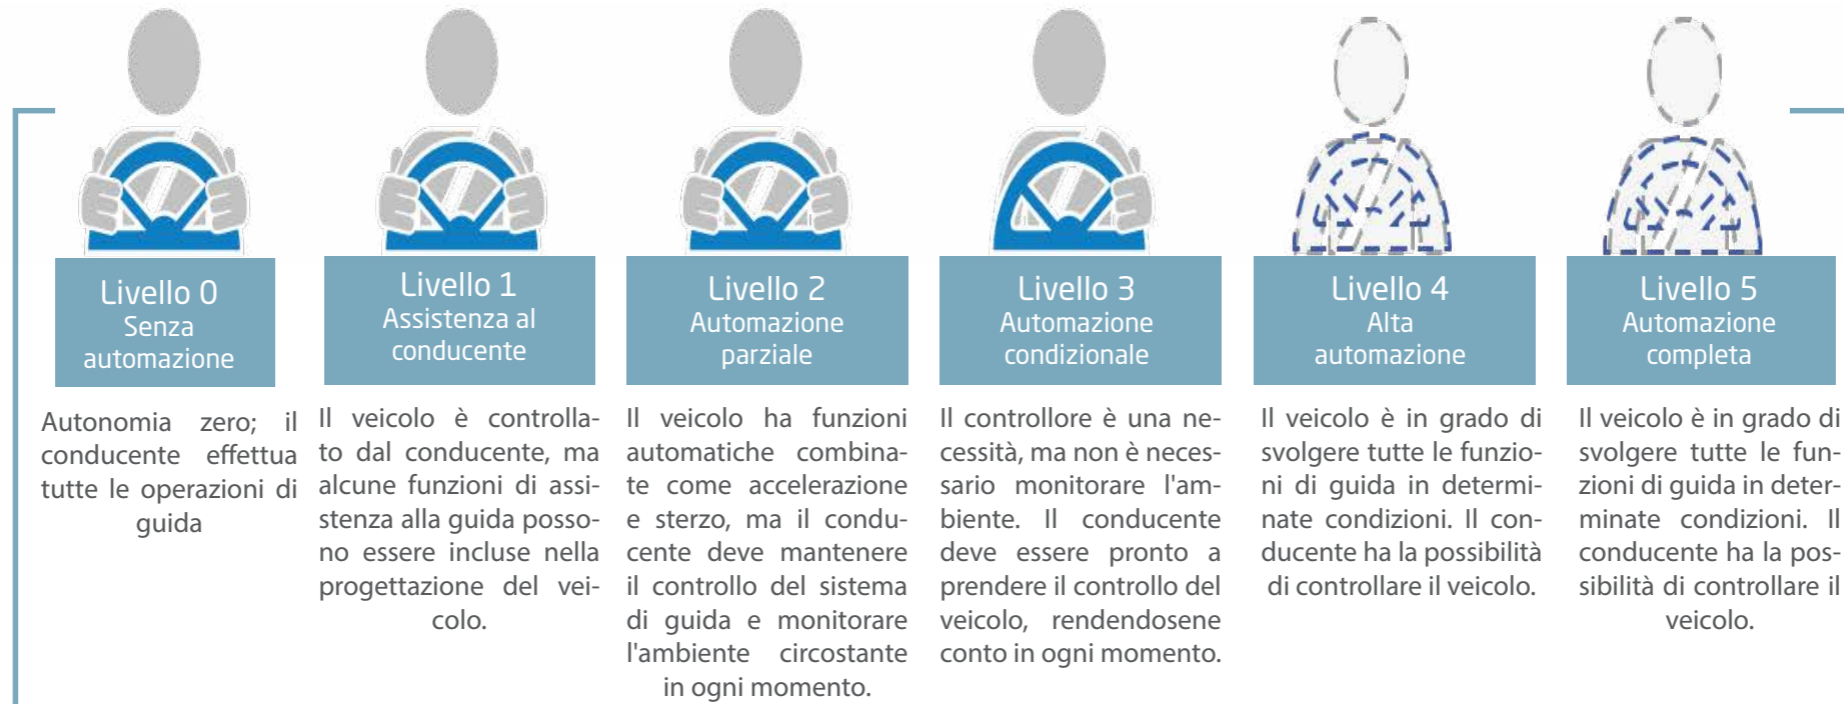 Livello 0
Senza
automazione
Autonomia zero; il
conducente effettua
tutte le operazioni di
guida
Livello 1
Assistenza al
conducente
Il veicolo è controlla-
to dal conducente, ma
alcune funzioni di assi-
stenza alla guida posso-
no essere incluse nella
progettazione del vei-
colo.
Livello 2
Automazione
parziale
Il veicolo ha funzioni
automatiche combina-
te come accelerazione
e sterzo, ma il condu-
cente deve mantenere
il controllo del sistema
di guida e monitorare
l'ambiente circostante
in ogni momento.
Livello 3
Automazione
condizionale
Il controllore è una ne-
cessità, ma non è neces-
sario monitorare l'am-
biente. Il conducente
deve essere pronto a
prendere il controllo del
veicolo, rendendosene
conto in ogni momento.
Livello 4
Alta
automazione
Il veicolo è in grado di
svolgere tutte le funzio-
ni di guida in determi-
nate condizioni. Il con-
ducente ha la possibilità
di controllare il veicolo.
Livello 5
Automazione
completa
Il veicolo è in grado di
svolgere tutte le fun-
zioni di guida in deter-
minate condizioni. Il
conducente ha la pos-
sibilità di controllare il
veicolo.